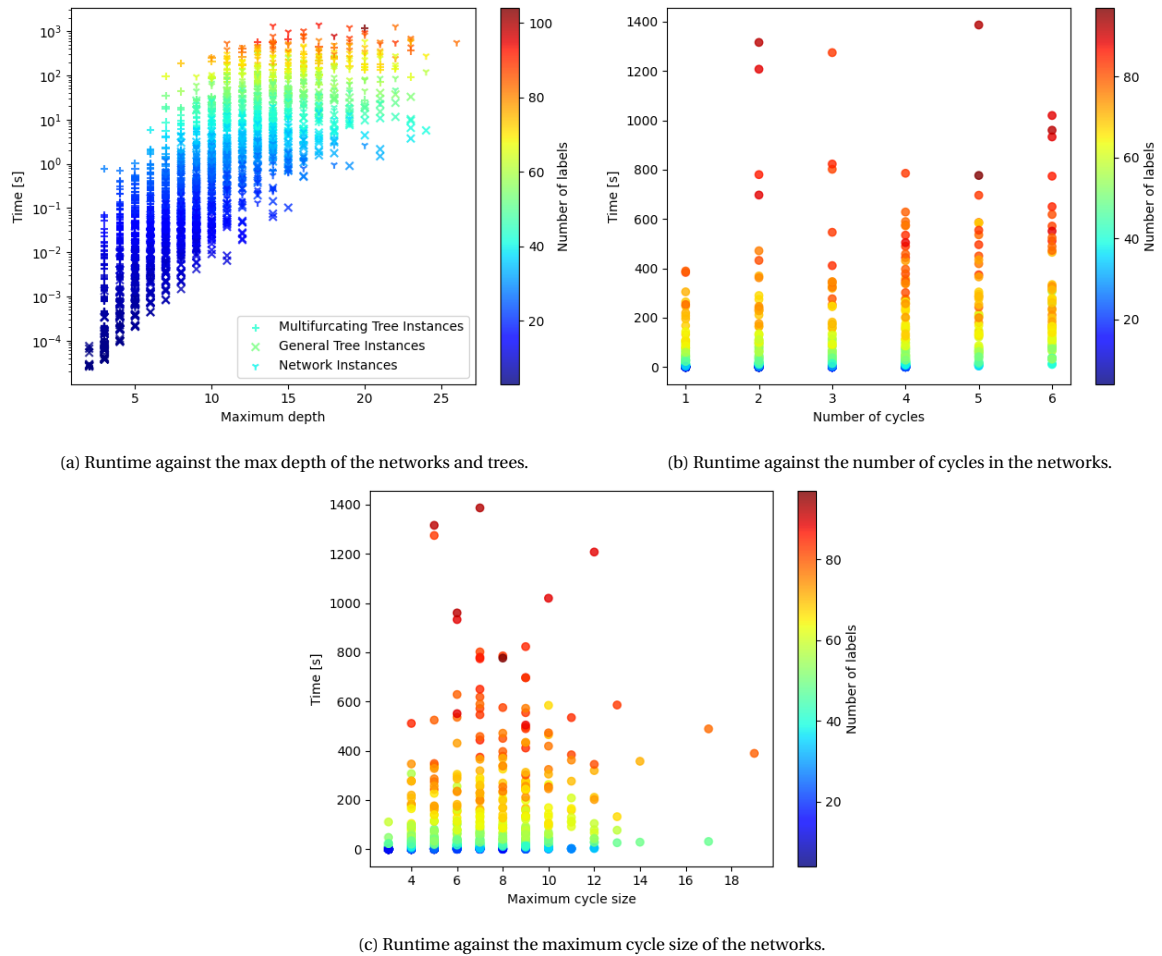 10³
10²
10¹
10⁰
10⁻¹
10⁻²
10⁻³
10⁻⁴
Time [s]
5 10 15 20 25
Maximum depth
Multifurcating Tree Instances
General Tree Instances
Network Instances
100
80
60
40
20
Number of labels
(a) Runtime against the max depth of the networks and trees.
1400
1200
1000
800
600
400
200
0
Time [s]
1 2 3 4 5 6
Number of cycles
80
60
40
20
Number of labels
(b) Runtime against the number of cycles in the networks.
1400
1200
1000
800
600
400
200
0
Time [s]
4 6 8 10 12 14 16 18
Maximum cycle size
80
60
40
20
Number of labels
(c) Runtime against the maximum cycle size of the networks.